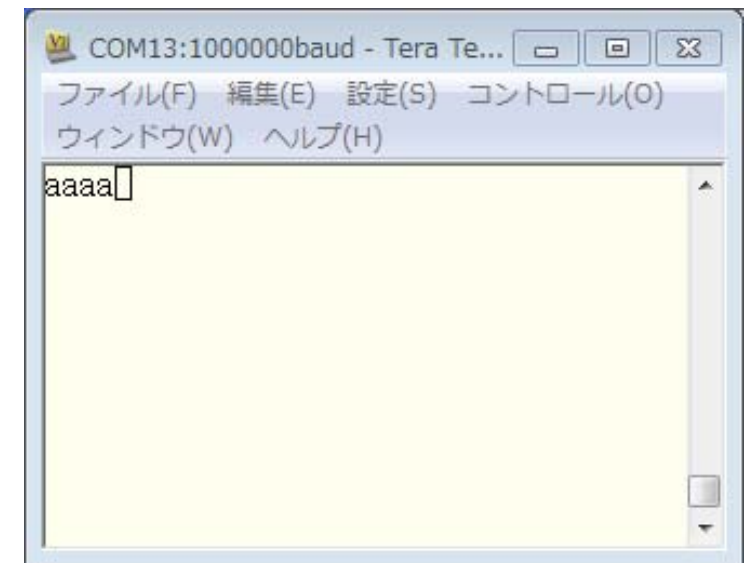 COM13:1000000baud - Tera Te...
ファイル(F) 編集(E) 設定(S) コントロール(O)
ウィンドウ(W) ヘルプ(H)
aaaa